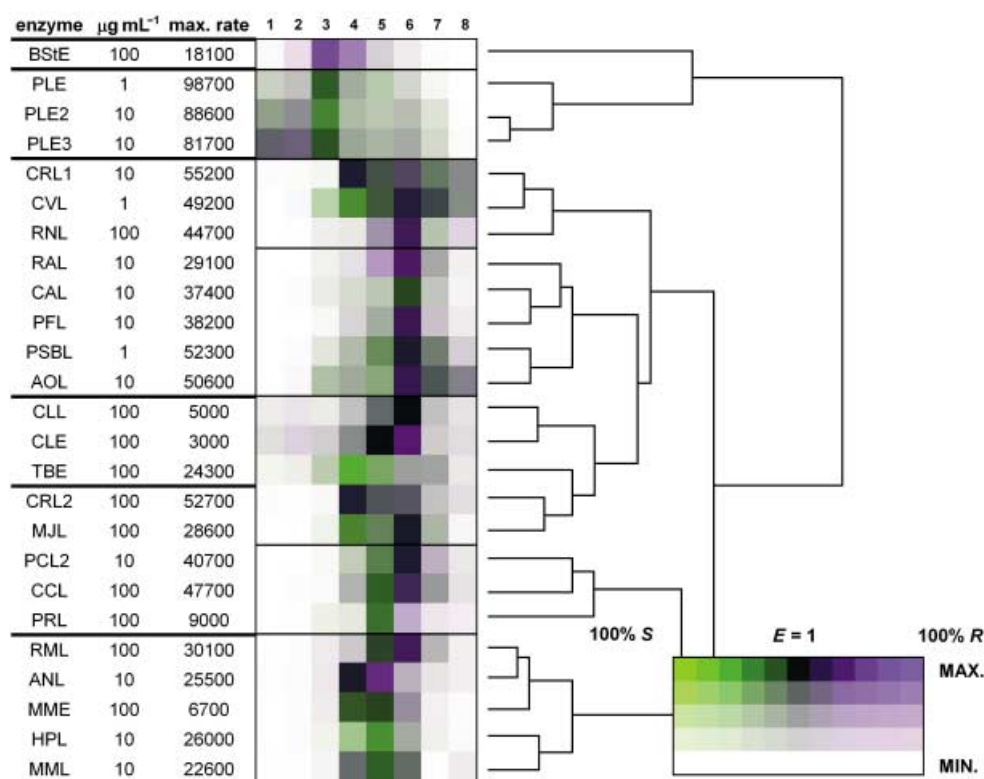 enzyme μg mL⁻¹ max. rate 1 2 3 4 5 6 7 8
BStE 100 18100
PLE 1 98700
PLE2 10 88600
PLE3 10 81700
CRL1 10 55200
CVL 1 49200
RNL 100 44700
RAL 10 29100
CAL 10 37400
PFL 10 38200
PSBL 1 52300
AOL 10 50600
CLL 100 5000
CLE 100 3000
TBE 100 24300
CRL2 100 52700
MJL 100 28600
PCL2 10 40700
CCL 100 47700
PRL 100 9000
100% S E = 1 100% R
RML 100 30100
MAX.
ANL 10 25500
MME 100 6700
HPL 10 26000
MML 10 22600
MIN.